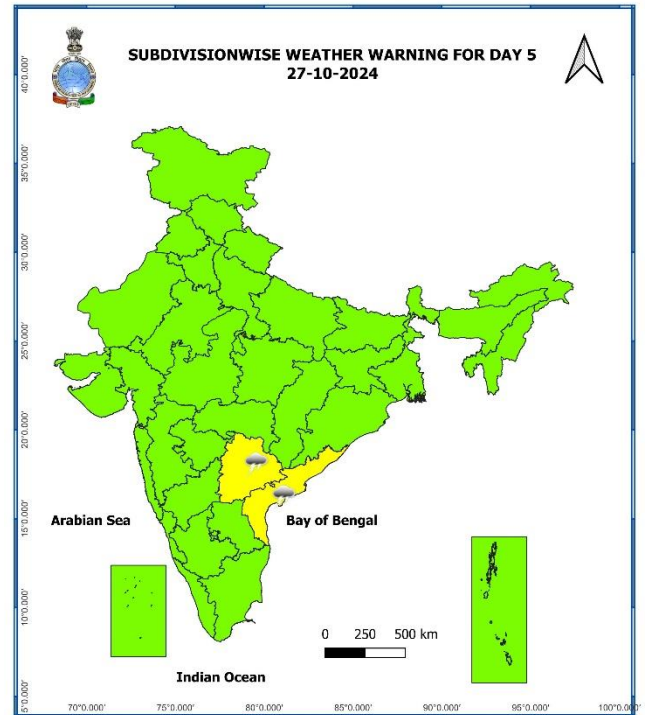 SUBDIVISIONWISE WEATHER WARNING FOR DAY 5
27-10-2024
40°0.000'
35°0.000'
30°0.000'
25°0.000'
20°0.000'
15°0.000'
10°0.000'
5°0.000'
Arabian Sea
Bay of Bengal
0 250 500 km
Indian Ocean
70°0.000' 75°0.000' 80°0.000' 85°0.000' 90°0.000' 95°0.000' 100°0.000'